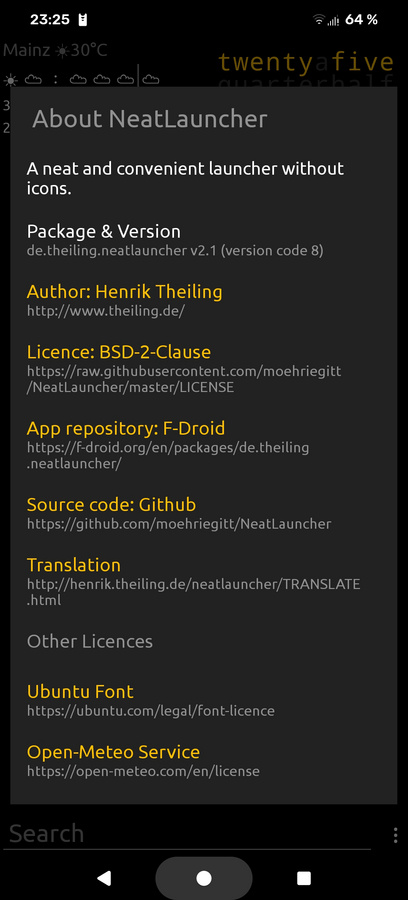 23:25
64 %
Mainz ☀30°C
twentyafive
quarterhalf
3
2
About NeatLauncher
A neat and convenient launcher without
icons.
Package & Version
de.theiling.neatlauncher v2.1 (version code 8)
Author: Henrik Theiling
http://www.theiling.de/
Licence: BSD-2-Clause
https://raw.githubusercontent.com/moehriegitt
/NeatLauncher/master/LICENSE
App repository: F-Droid
https://f-droid.org/en/packages/de.theiling
.neatlauncher/
Source code: Github
https://github.com/moehriegitt/NeatLauncher
Translation
http://henrik.theiling.de/neatlauncher/TRANSLATE
.html
Other Licences
Ubuntu Font
https://ubuntu.com/legal/font-licence
Open-Meteo Service
https://open-meteo.com/en/license
Search